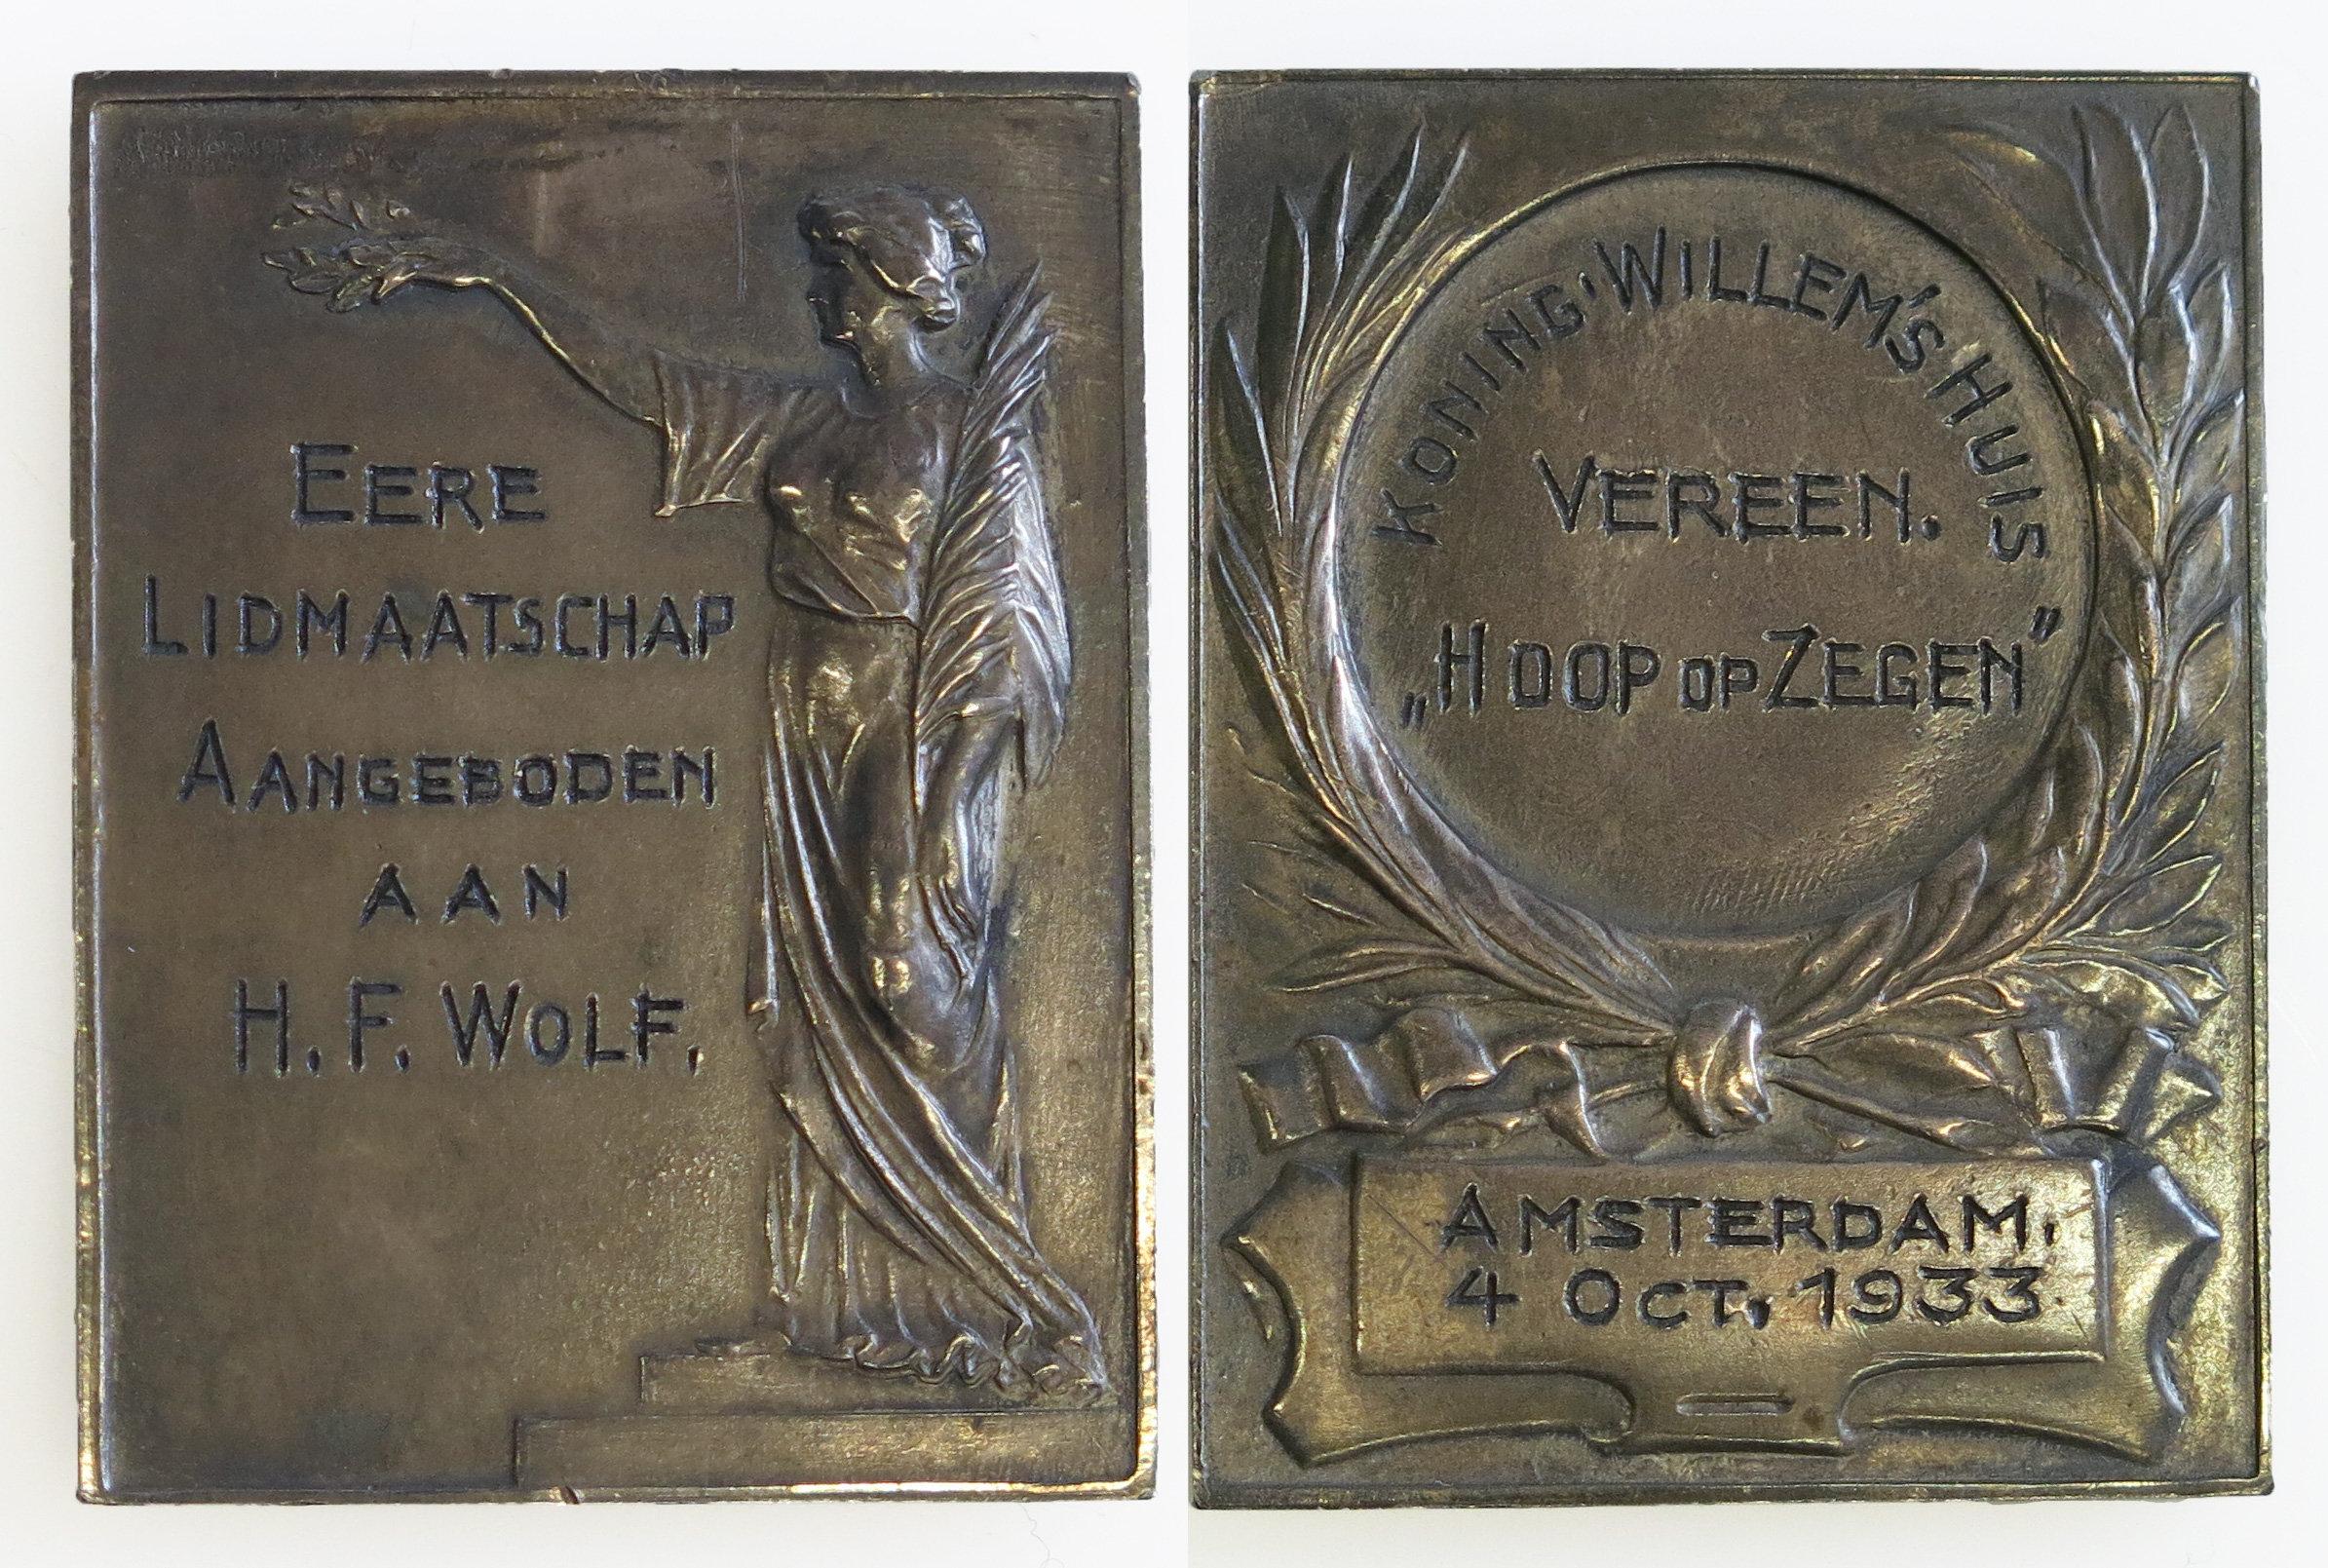 EERE
LIDMAATSCHAP
AANGEBODEN
AAN
H. F. WOLF.
KONING WILLEM'S HUIS
VEREEN.
„HOOP OP ZEGEN”
AMSTERDAM.
4 OCT. 1933